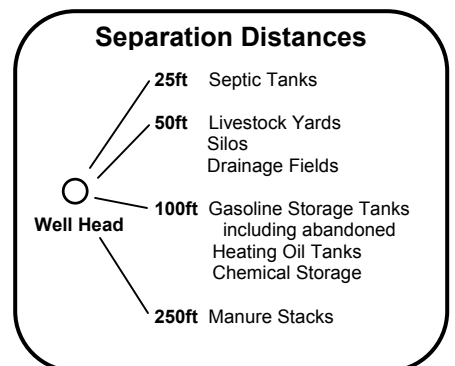 Separation Distances
25ft Septic Tanks
50ft Livestock Yards
Silos
Drainage Fields
Well Head
100ft Gasoline Storage Tanks
including abandoned
Heating Oil Tanks
Chemical Storage
250ft Manure Stacks